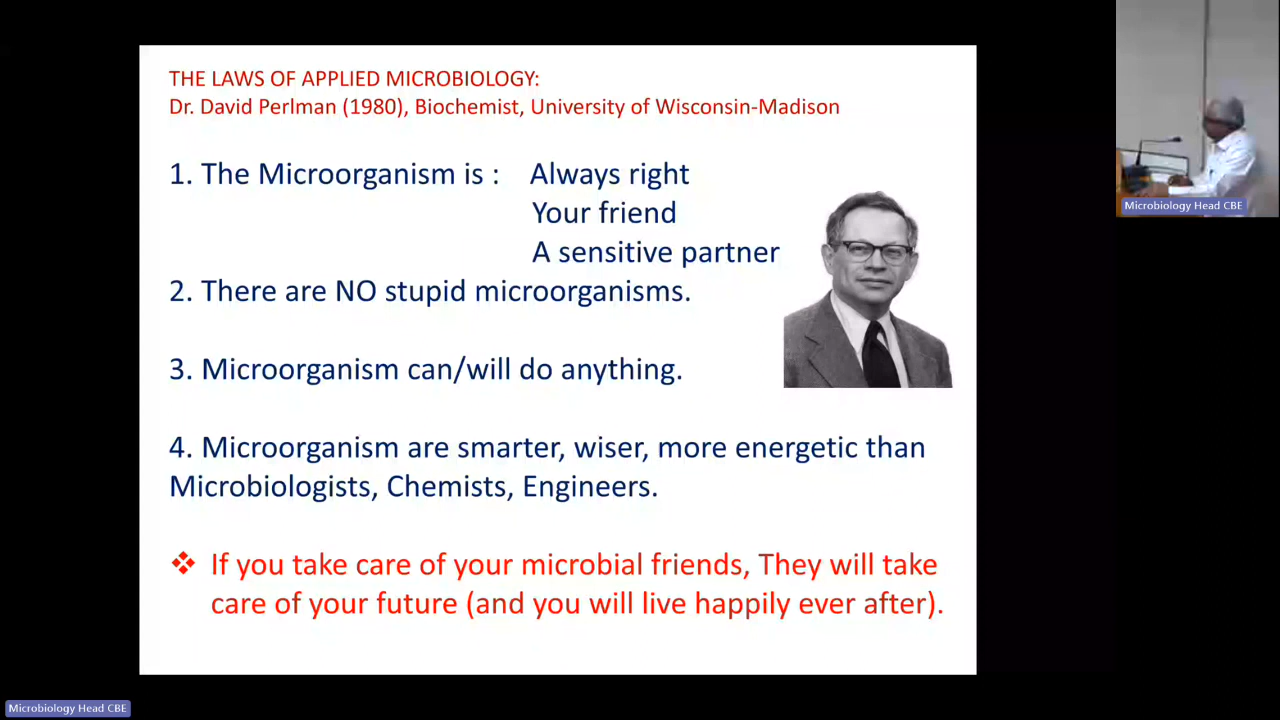 THE LAWS OF APPLIED MICROBIOLOGY:
Dr. David Perlman (1980), Biochemist, University of Wisconsin-Madison
1. The Microorganism is : Always right
Your friend
A sensitive partner
2. There are NO stupid microorganisms.
3. Microorganism can/will do anything.
4. Microorganism are smarter, wiser, more energetic than
Microbiologists, Chemists, Engineers.
❖ If you take care of your microbial friends, They will take
care of your future (and you will live happily ever after).
Microbiology Head CBE
Microbiology Head CBE